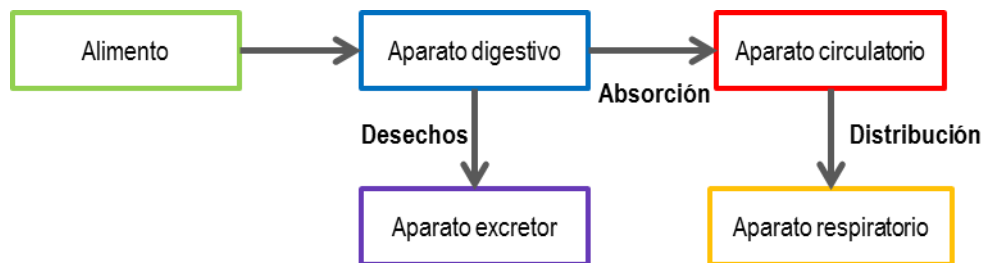 Alimento
Aparato digestivo
Aparato circulatorio
Absorción
Desechos
Distribución
Aparato excretor
Aparato respiratorio